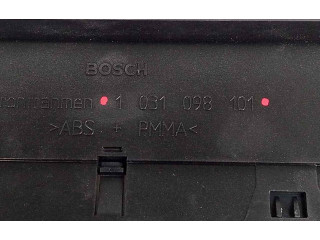 BOSCH
1 031 098 101
>ABS + PMMA<